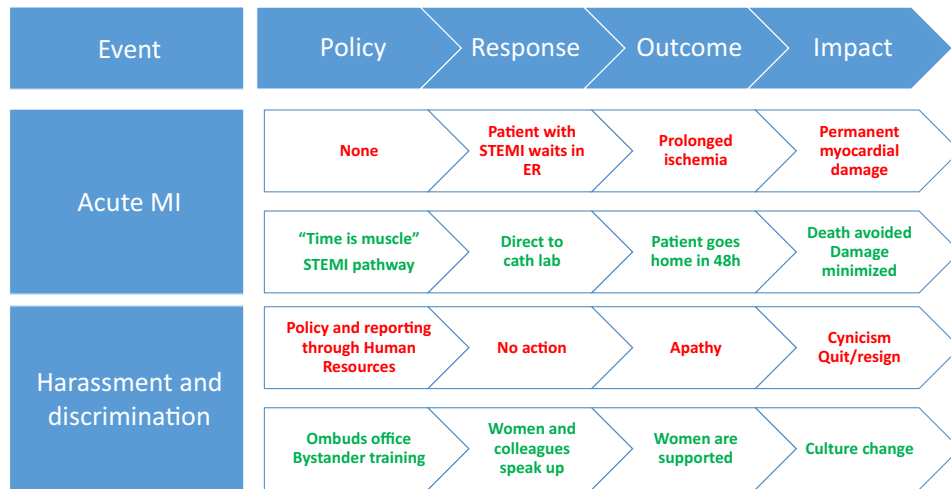 Event
Policy
Response
Outcome
Impact
Acute MI
None
Patient with
STEMI waits in
ER
Prolonged
ischemia
Permanent
myocardial
damage
“Time is muscle”
STEMI pathway
Direct to
cath lab
Patient goes
home in 48h
Death avoided
Damage
minimized
Harassment and
discrimination
Policy and reporting
through Human
Resources
No action
Apathy
Cynicism
Quit/resign
Ombuds office
Bystander training
Women and
colleagues
speak up
Women are
supported
Culture change